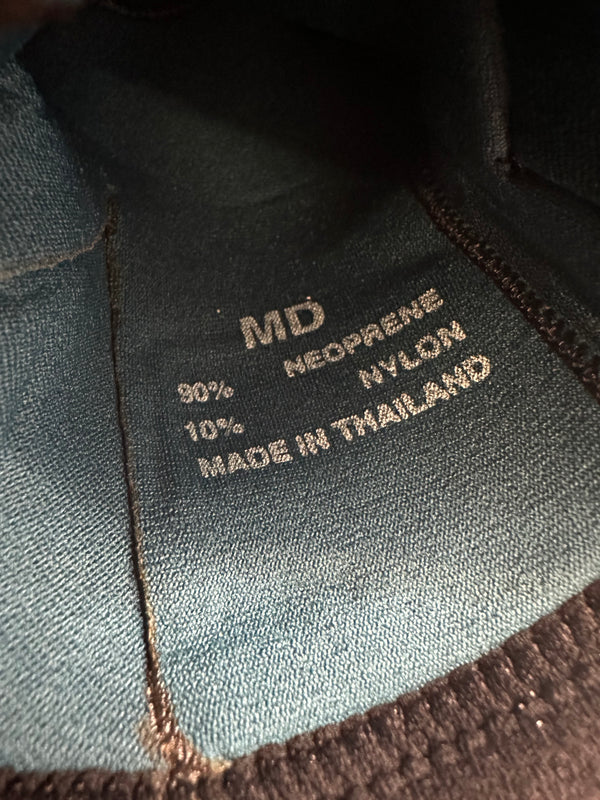 MD
90% NEOPRENE
10% NYLON
MADE IN THAILAND